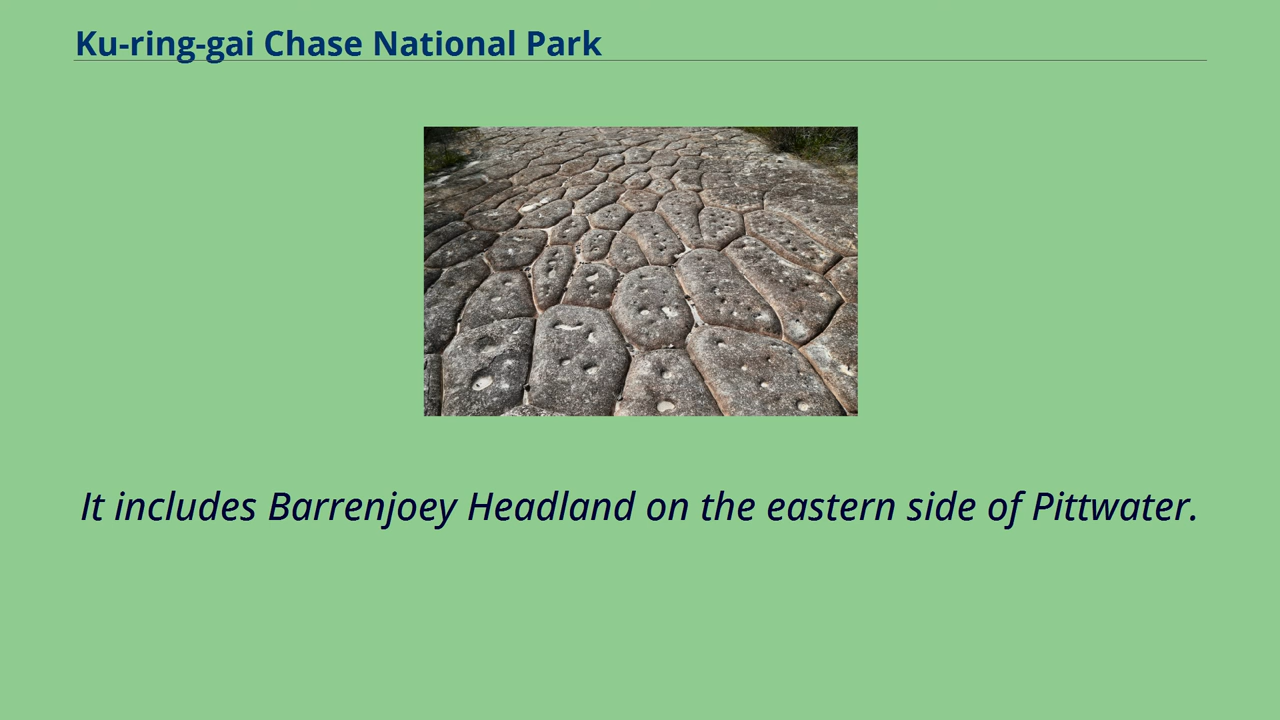 Ku-ring-gai Chase National Park
It includes Barrenjoey Headland on the eastern side of Pittwater.